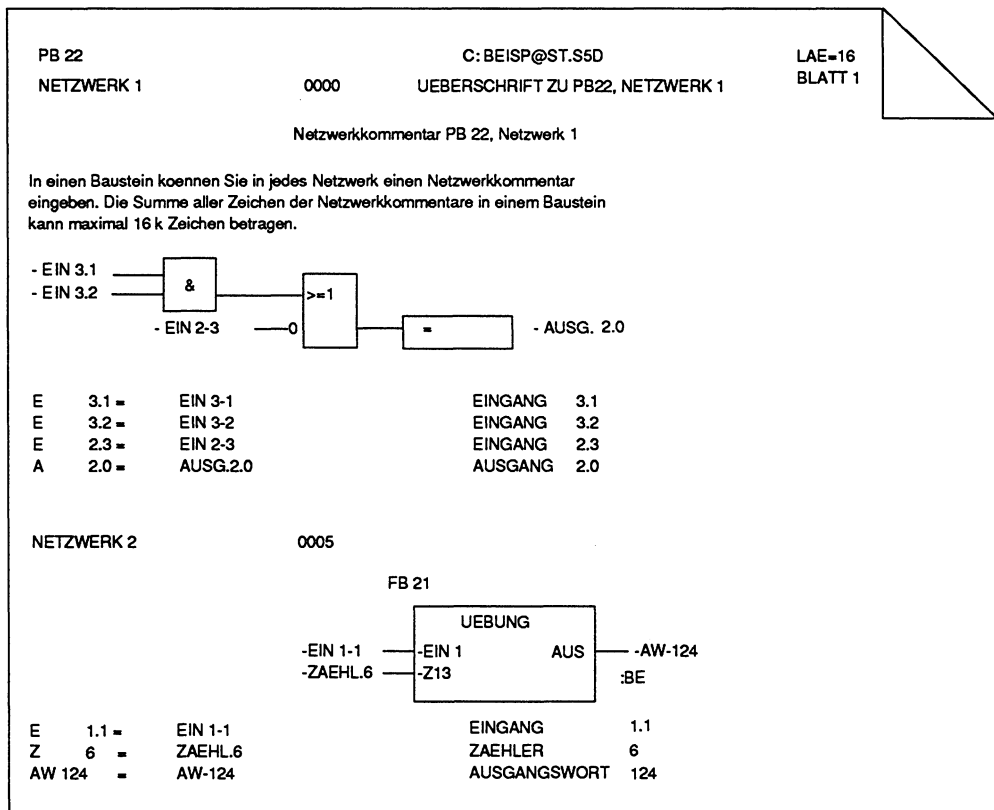 PB 22 C: BEISP@ST.S5D LAE=16
NETZWERK 1 0000 UEBERSCHRIFT ZU PB22, NETZWERK 1 BLATT 1
Netzwerkkommentar PB 22, Netzwerk 1
In einen Baustein koennen Sie in jedes Netzwerk einen Netzwerkkommentar
eingeben. Die Summe aller Zeichen der Netzwerkkommentare in einem Baustein
kann maximal 16 k Zeichen betragen.
- EIN 3.1
- EIN 3.2 & >=1
- EIN 2-3 0 = - AUSG. 2.0
E 3.1 = EIN 3-1 EINGANG 3.1
E 3.2 = EIN 3-2 EINGANG 3.2
E 2.3 = EIN 2-3 EINGANG 2.3
A 2.0 = AUSG.2.0 AUSGANG 2.0
NETZWERK 2 0005
FB 21
UEBUNG
-EIN 1-1 -EIN 1 AUS -AW-124
-ZAEHL.6 -Z13 :BE
E 1.1 = EIN 1-1 EINGANG 1.1
Z 6 = ZAEHL.6 ZAEHLER 6
AW 124 = AW-124 AUSGANGSWORT 124